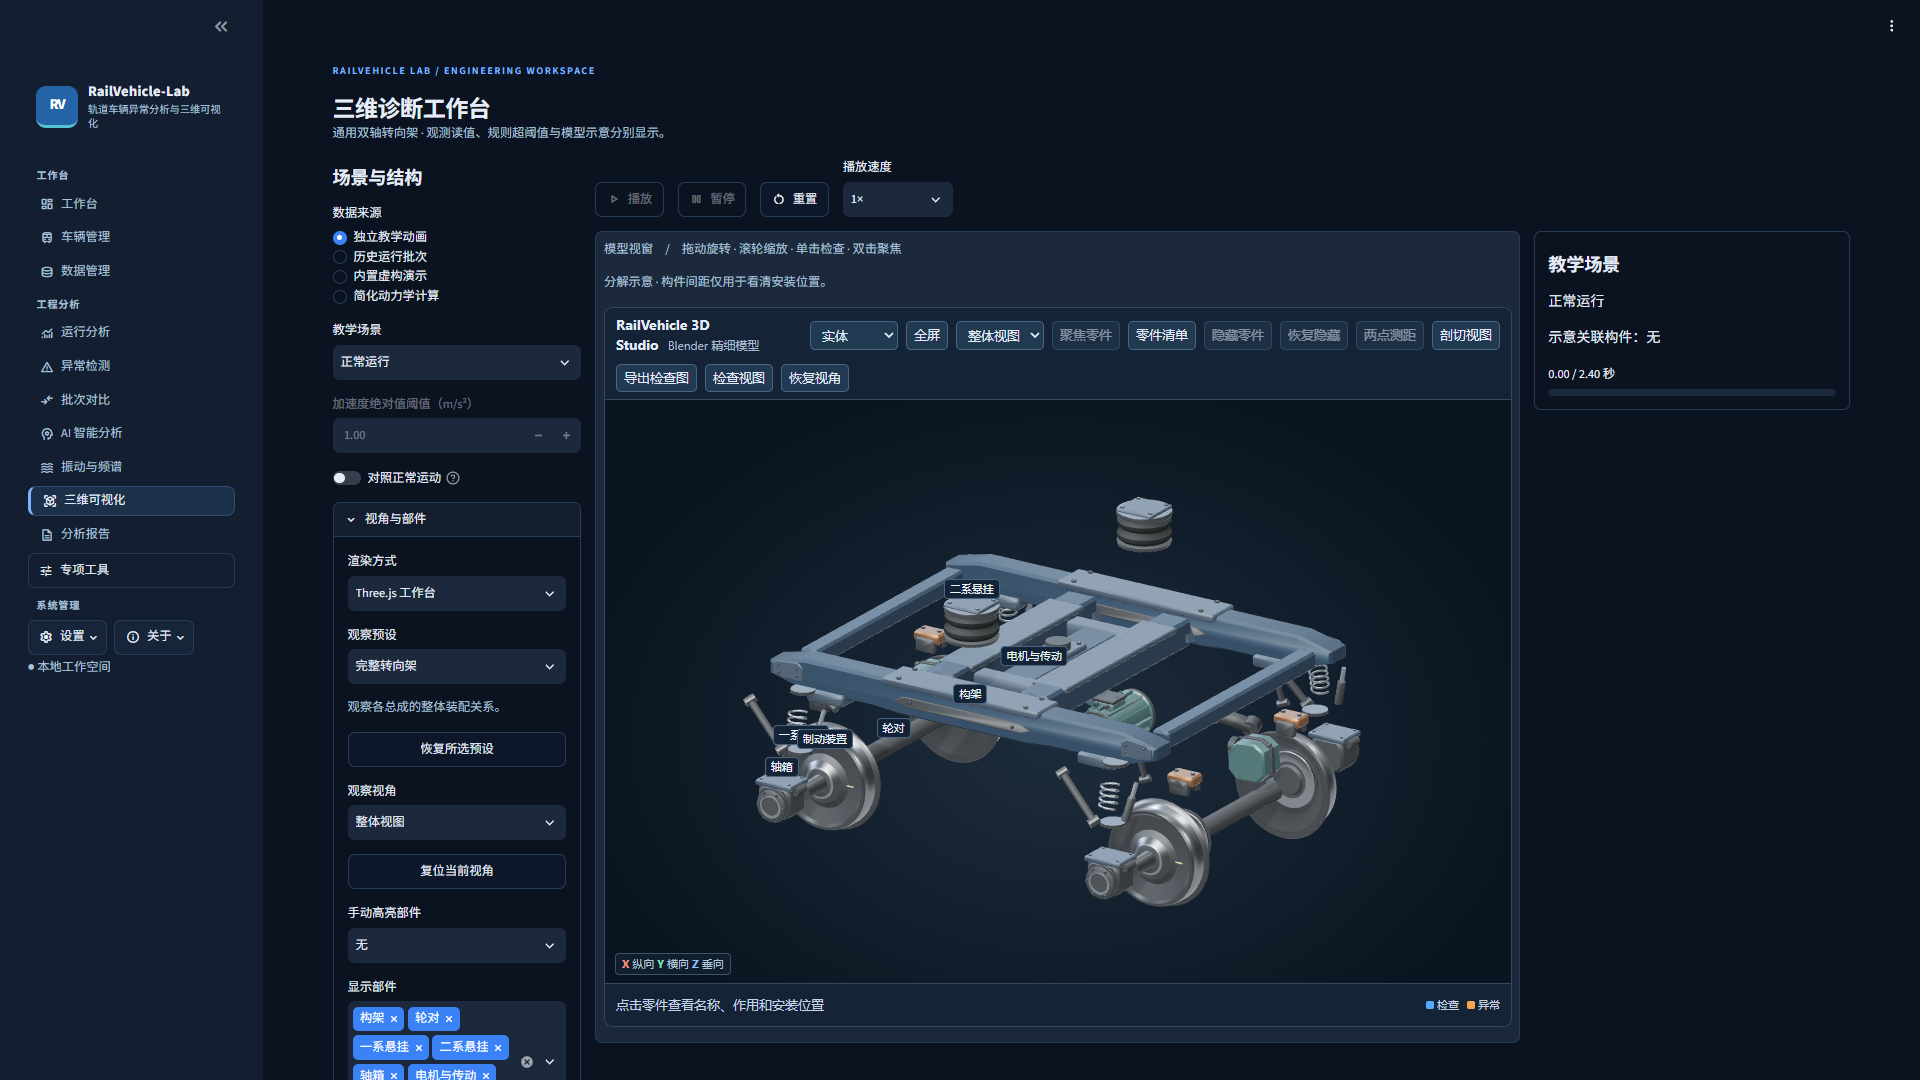 RV
RailVehicle-Lab
轨道车辆异常分析与三维可视
化
工作台
工作台
车辆管理
数据管理
工程分析
运行分析
异常检测
批次对比
AI 智能分析
振动与频谱
三维可视化
分析报告
专项工具
系统管理
设置
关于
本地工作空间
RAILVEHICLE LAB / ENGINEERING WORKSPACE
三维诊断工作台
通用双轴转向架 · 观测读值、规则超阈值与模型示意分别显示。
场景与结构
数据来源
独立教学动画
历史运行批次
内置虚构演示
简化动力学计算
教学场景
正常运行
加速度绝对值阈值（m/s²）
1.00
对照正常运动
视角与部件
渲染方式
Three.js 工作台
观察预设
完整转向架
观察各总成的整体装配关系。
恢复所选预设
观察视角
整体视图
复位当前视角
手动高亮部件
无
显示部件
构架 ×
轮对 ×
一系悬挂 ×
二系悬挂 ×
轴箱 ×
电机与传动 ×
播放
暂停
重置
播放速度
1×
模型视窗 / 拖动旋转 · 滚轮缩放 · 单击检查 · 双击聚焦
分解示意 · 构件间距仅用于看清安装位置。
RailVehicle 3D
Studio Blender 精细模型
实体
全屏
整体视图
聚焦零件
零件清单
隐藏零件
恢复隐藏
两点测距
剖切视图
导出检查图
检查视图
恢复视角
二系悬挂
电机与传动
构架
轮对
一系
制动装置
轴箱
X 纵向 Y 横向 Z 垂向
点击零件查看名称、作用和安装位置
检查
异常
教学场景
正常运行
示意关联构件：无
0.00 / 2.40 秒